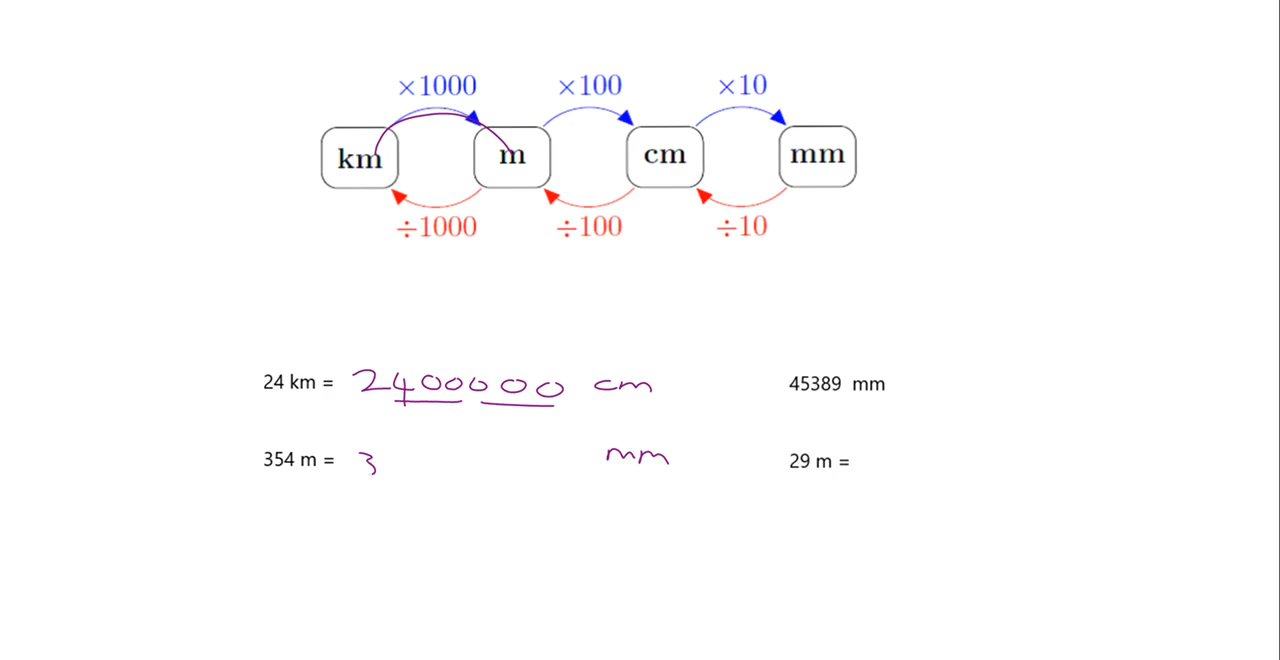 ×1000 ×100 ×10
km m cm mm
÷1000 ÷100 ÷10
24 km = 2400000 cm 45389 mm
354 m = 3 mm 29 m =